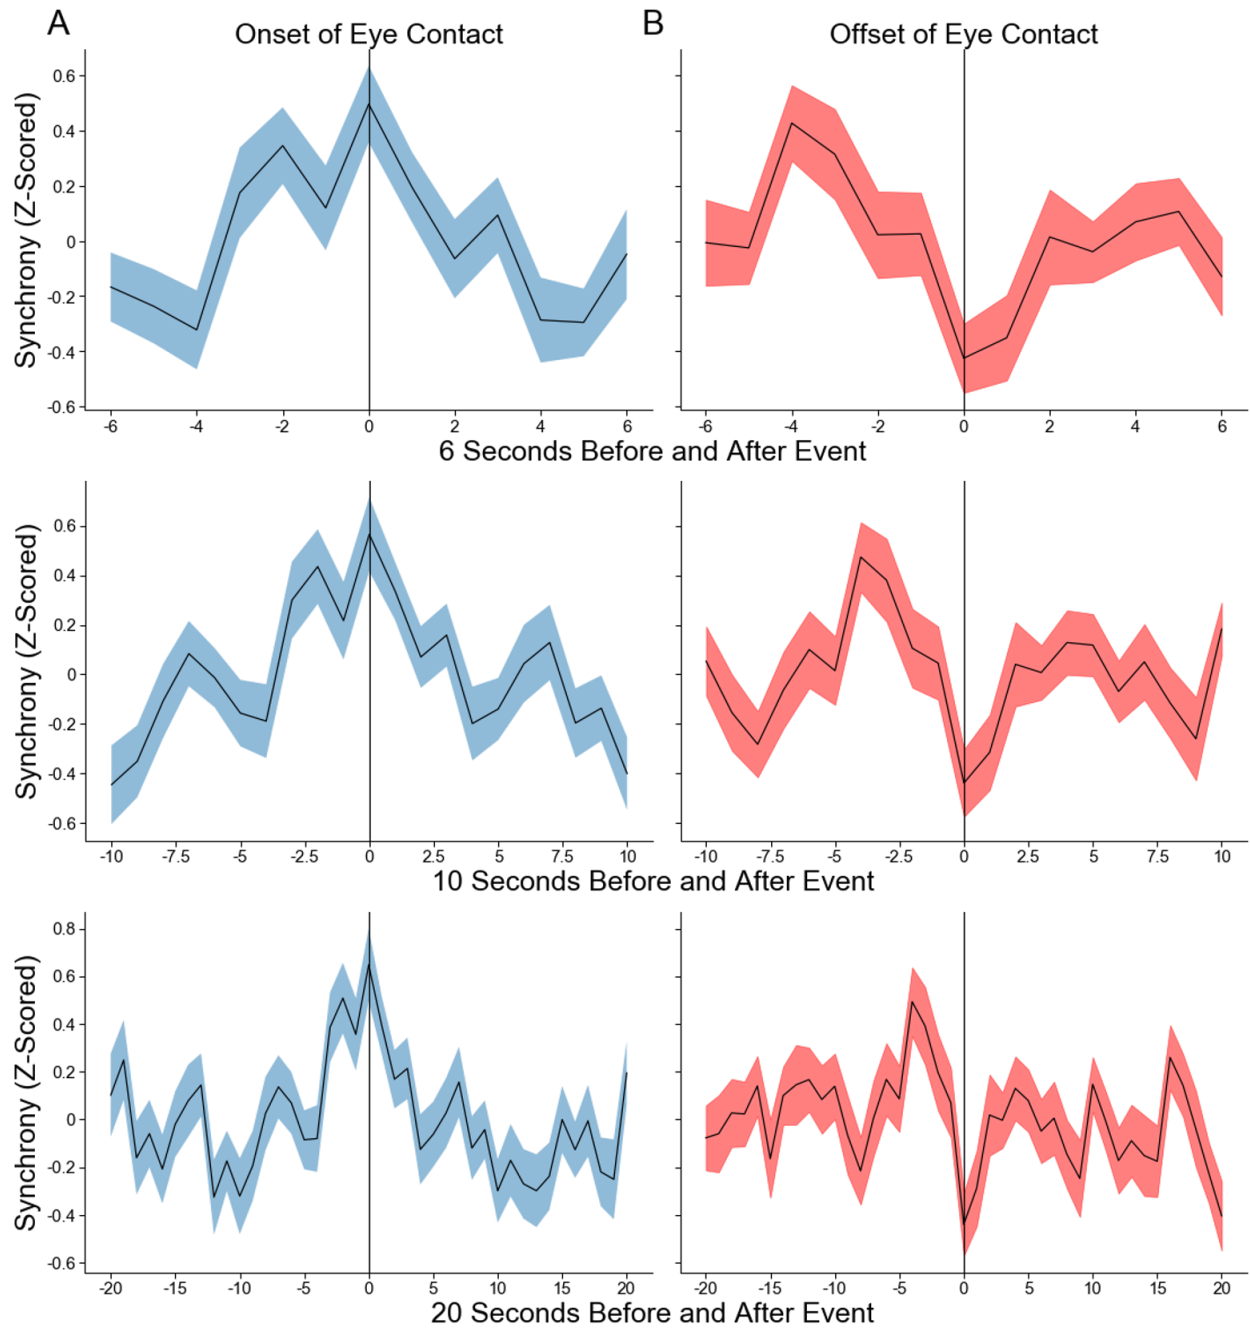 A
Onset of Eye Contact
B
Offset of Eye Contact
Synchrony (Z-Scored)
0.6
0.4
0.2
0
-0.2
-0.4
-0.6
-6 -4 -2 0 2 4 6
-6 -4 -2 0 2 4 6
6 Seconds Before and After Event
Synchrony (Z-Scored)
0.6
0.4
0.2
0
-0.2
-0.4
-0.6
-10 -7.5 -5 -2.5 0 2.5 5 7.5 10
-10 -7.5 -5 -2.5 0 2.5 5 7.5 10
10 Seconds Before and After Event
Synchrony (Z-Scored)
0.8
0.6
0.4
0.2
0
-0.2
-0.4
-0.6
-20 -15 -10 -5 0 5 10 15 20
-20 -15 -10 -5 0 5 10 15 20
20 Seconds Before and After Event